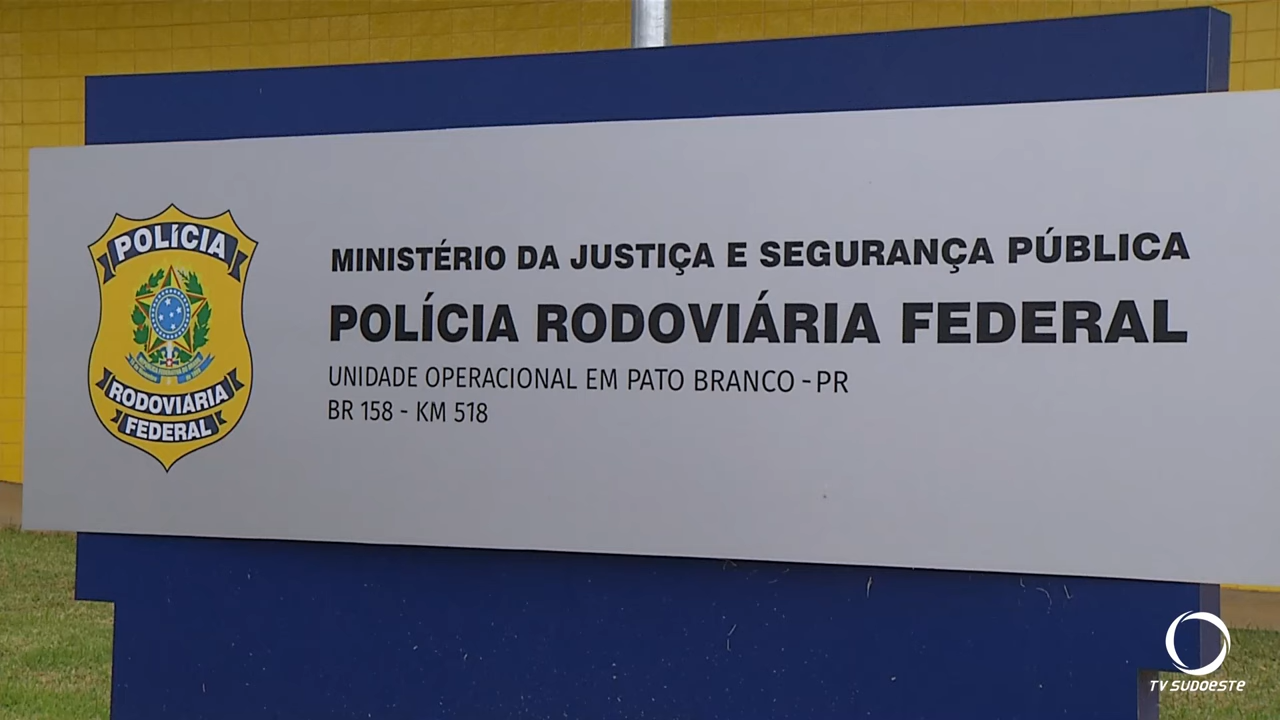 POLÍCIA
RODOVIÁRIA
FEDERAL
MINISTÉRIO DA JUSTIÇA E SEGURANÇA PÚBLICA
POLÍCIA RODOVIÁRIA FEDERAL
UNIDADE OPERACIONAL EM PATO BRANCO - PR
BR 158 - KM 518
TV SUDOESTE